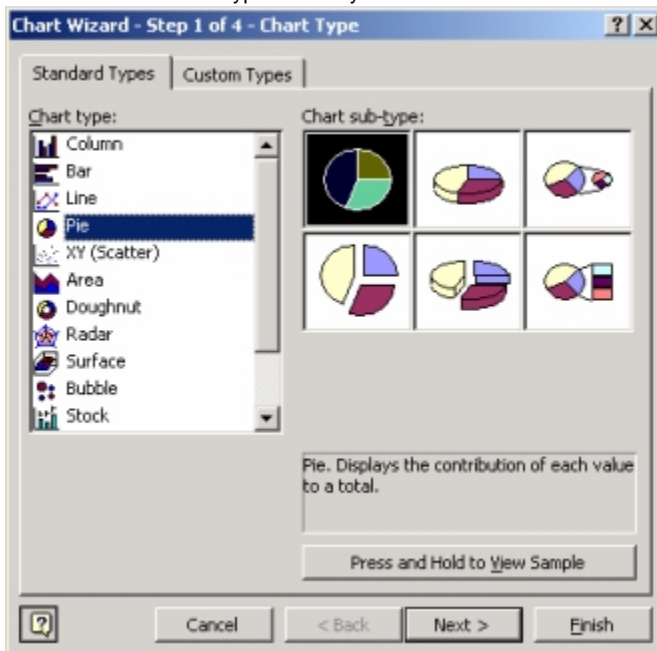 Chart Wizard - Step 1 of 4 - Chart Type
Standard Types
Custom Types
Chart type:
Chart sub-type:
Column
Bar
Line
Pie
XY (Scatter)
Area
Doughnut
Radar
Surface
Bubble
Stock
Pie. Displays the contribution of each value
to a total.
Press and Hold to View Sample
Cancel
< Back
Next >
Finish